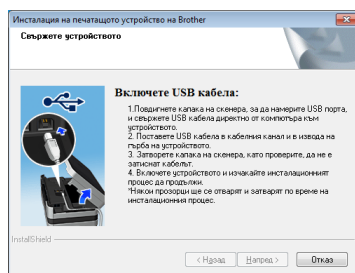 Инсталация на печатащото устройство на Brother
Свържете устройството
Включете USB кабела:
1.Повдигнете капака на скенера, за да намерите USB порта,
и свържете USB кабела директно от компютъра към
устройството.
2. Поставете USB кабела в кабелния канал и в извода на
гърба на устройството.
3. Затворете капака на скенера, като проверите, да не е
затиснат кабелът.
4. Включете устройството и изчакайте инсталационният
процес да продължи.
*Някои прозорци ще се отварят и затварят по време на
инсталационния процес.
InstallShield
< Назад
Напред >
Отказ